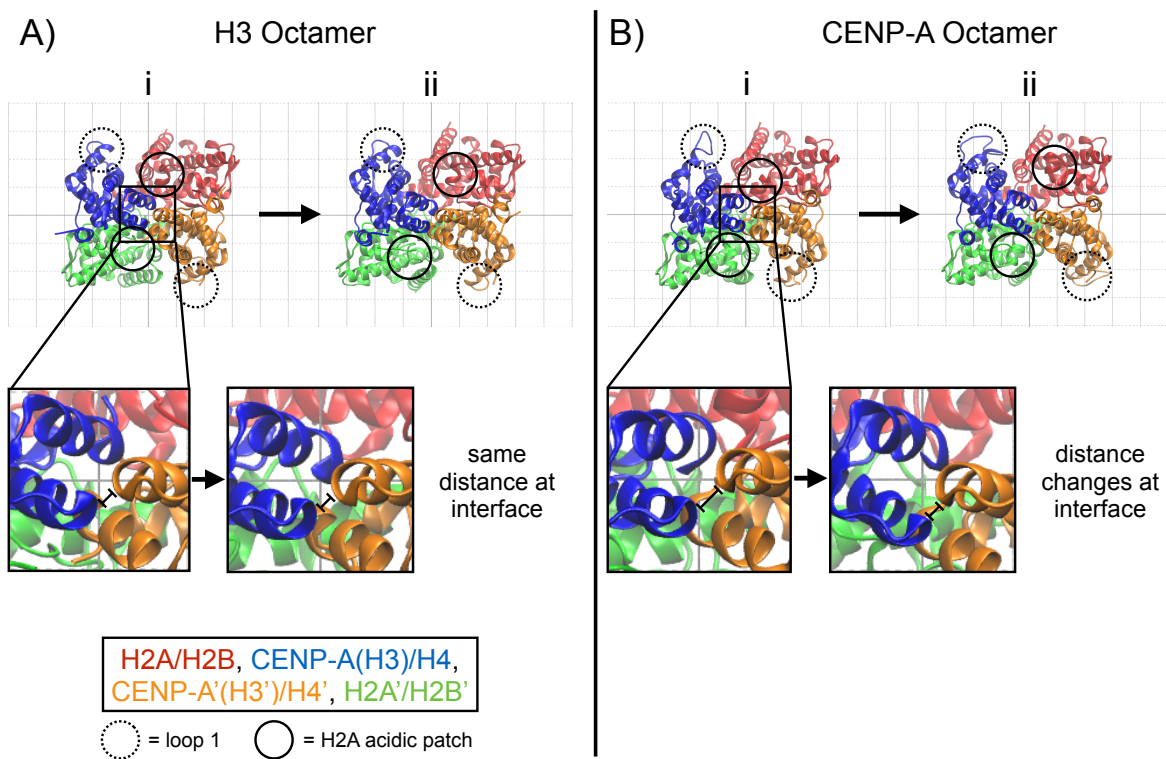 A)
H3 Octamer
i
ii
same
distance at
interface
B)
CENP-A Octamer
i
ii
distance
changes at
interface
H2A/H2B, CENP-A(H3)/H4,
CENP-A’(H3’)/H4’, H2A’/H2B’
= loop 1
= H2A acidic patch